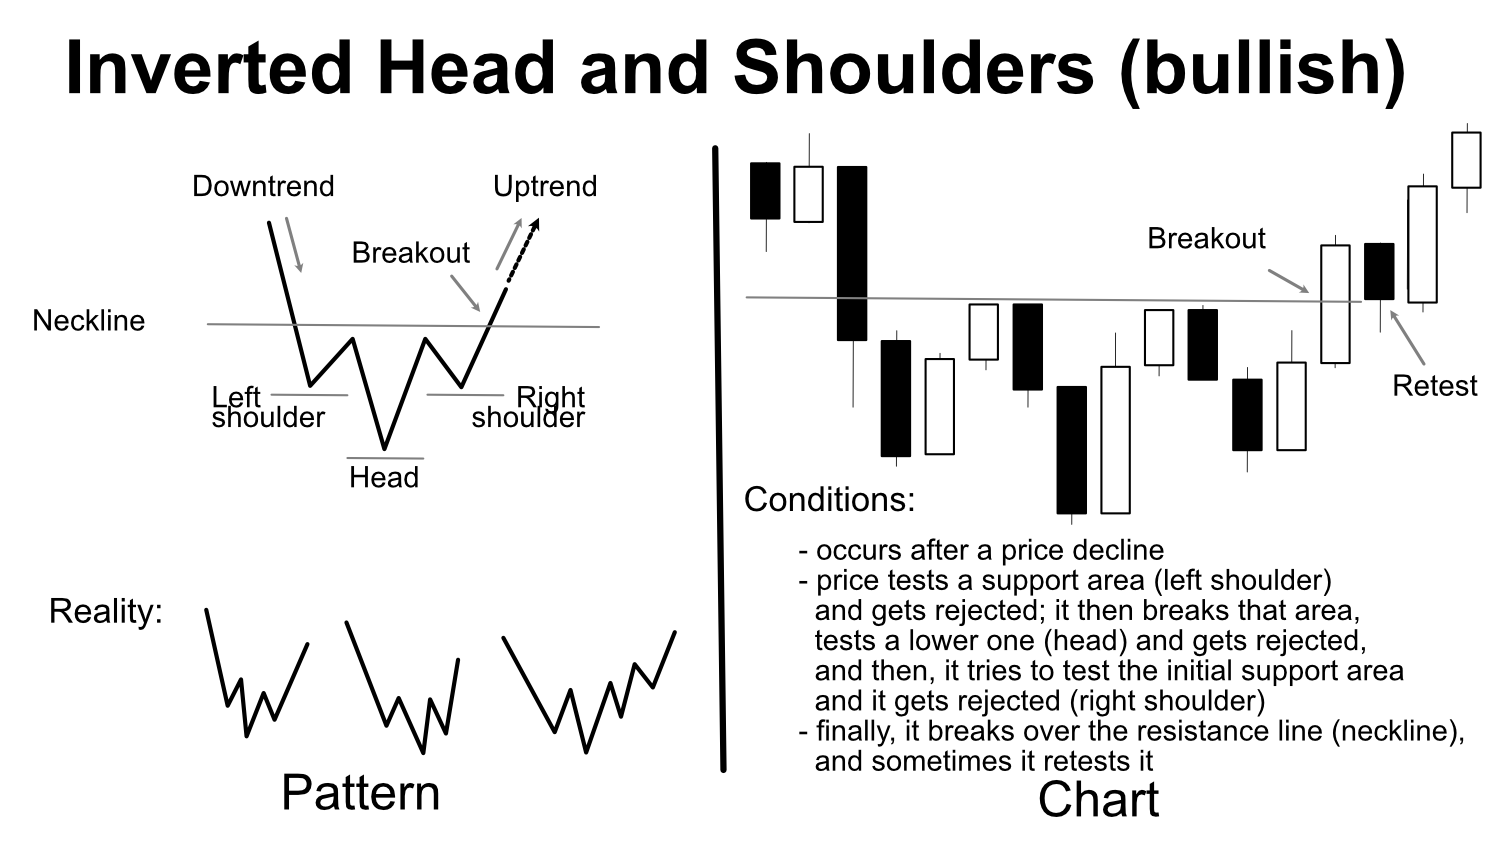 Inverted Head and Shoulders (bullish)
Downtrend
Uptrend
Breakout
Neckline
Left
shoulder
Right
shoulder
Head
Reality:
Pattern
Breakout
Retest
Conditions:
- occurs after a price decline
- price tests a support area (left shoulder)
and gets rejected; it then breaks that area,
tests a lower one (head) and gets rejected,
and then, it tries to test the initial support area
and it gets rejected (right shoulder)
- finally, it breaks over the resistance line (neckline),
and sometimes it retests it
Chart